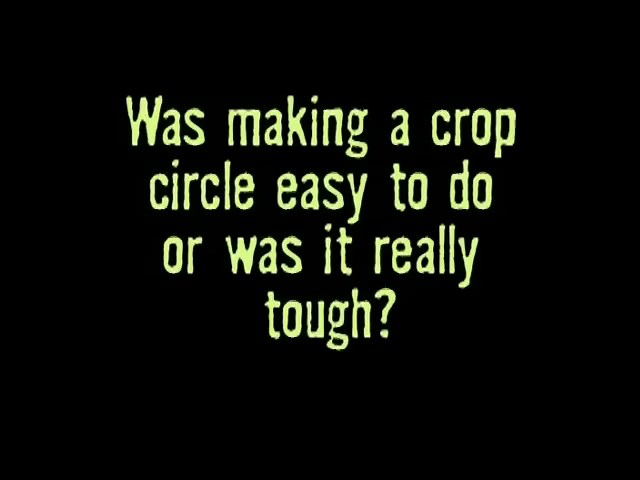 Was making a crop
circle easy to do
or was it really
tough?